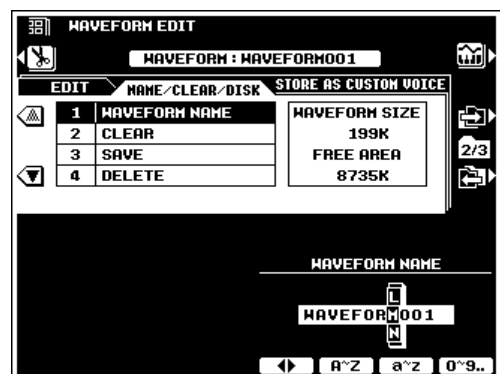 WAVEFORM EDIT
WAVEFORM : WAVEFORM001
EDIT NAME/CLEAR/DISK STORE AS CUSTOM VOICE
1 WAVEFORM NAME
2 CLEAR
3 SAVE
4 DELETE
WAVEFORM SIZE
199K
FREE AREA
8735K
2/3
WAVEFORM NAME
L
WAVEFORM001
N
A~Z a~z 0~9..